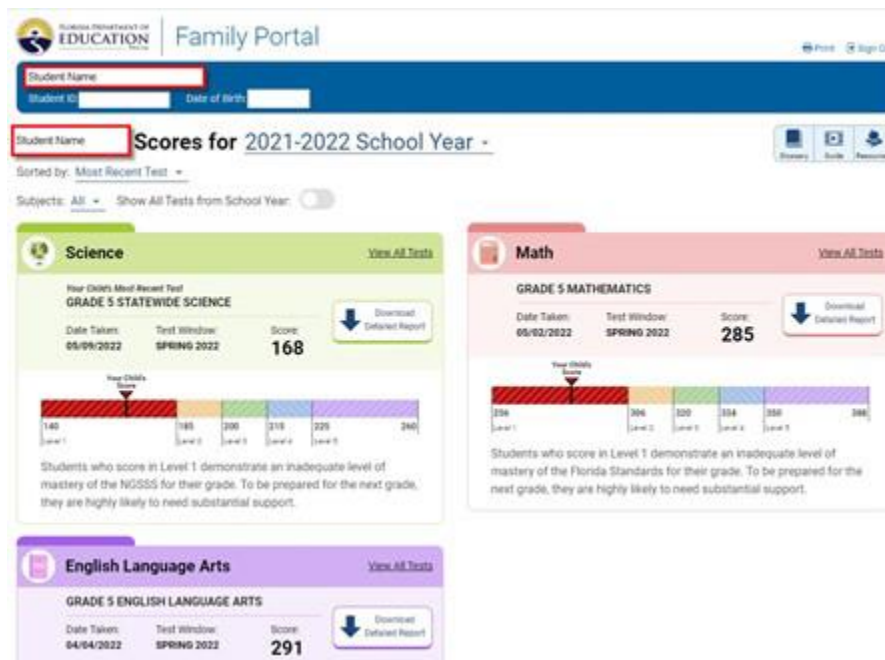 FLORIDA DEPARTMENT OF
EDUCATION
Family Portal
Print Sign O
Student Name
Student ID: Date of Birth:
Student Name Scores for 2021-2022 School Year
Sorted by: Most Recent Test
Subjects: All Show All Tests from School Year:
Glossary Guide Resource
Science View All Tests
Your Child's Most Recent Test
GRADE 5 STATEWIDE SCIENCE
Date Taken: Test Window: Score:
05/09/2022 SPRING 2022 168
Download
Detailed Report
Your Child's
Score
140 185 200 215 225 260
Level 1 Level 2 Level 3 Level 4 Level 5
Students who score in Level 1 demonstrate an inadequate level of
mastery of the NGSSS for their grade. To be prepared for the next grade,
they are highly likely to need substantial support.
Math View All Tests
GRADE 5 MATHEMATICS
Date Taken: Test Window: Score:
05/02/2022 SPRING 2022 285
Download
Detailed Report
Your Child's
Score
256 306 320 334 350 388
Level 1 Level 2 Level 3 Level 4 Level 5
Students who score in Level 1 demonstrate an inadequate level of
mastery of the Florida Standards for their grade. To be prepared for the
next grade, they are highly likely to need substantial support.
English Language Arts View All Tests
GRADE 5 ENGLISH LANGUAGE ARTS
Date Taken: Test Window: Score:
04/04/2022 SPRING 2022 291
Download
Detailed Report